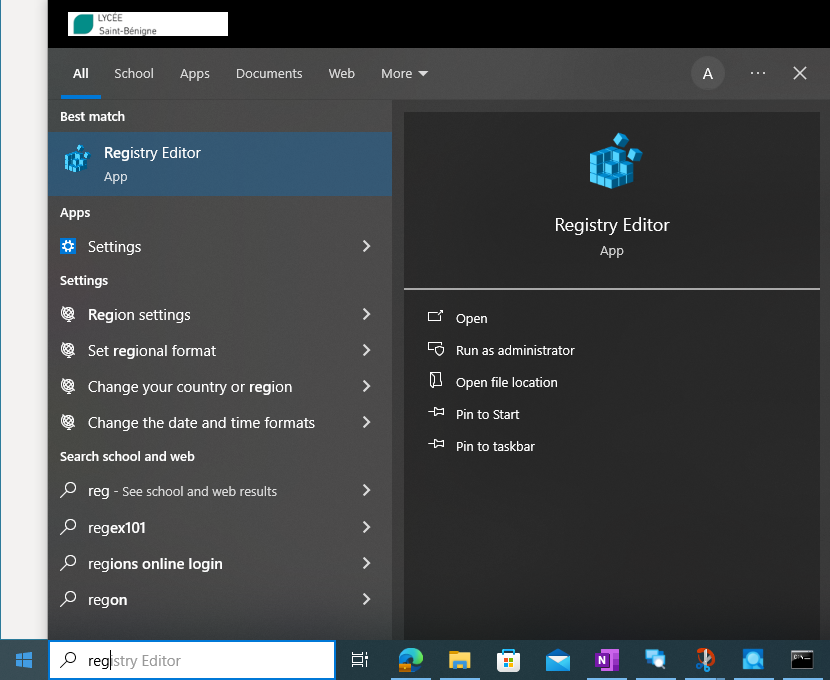 LYCÉE
Saint-Bénigne
All School Apps Documents Web More A
Best match
Registry Editor
App
Apps
Settings
Settings
Region settings
Set regional format
Change your country or region
Change the date and time formats
Search school and web
reg - See school and web results
regex101
regions online login
regon
Registry Editor
App
Open
Run as administrator
Open file location
Pin to Start
Pin to taskbar
registry Editor
N